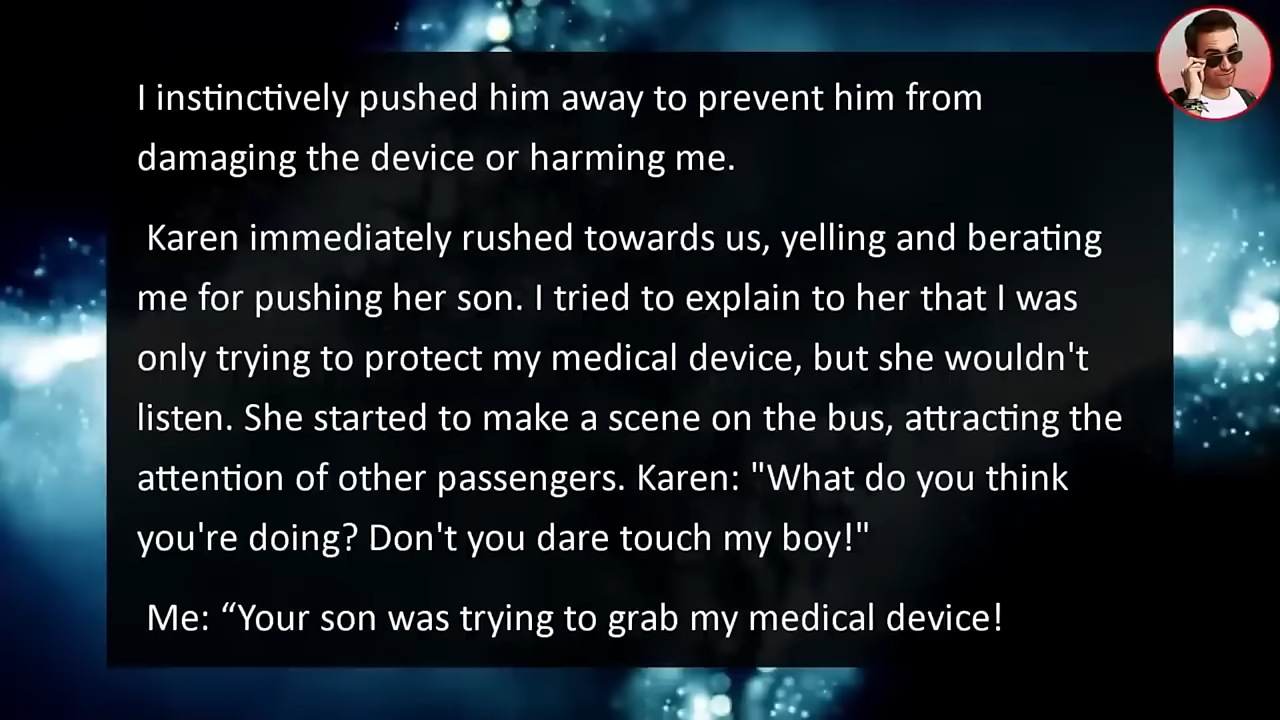 I instinctively pushed him away to prevent him from
damaging the device or harming me.
Karen immediately rushed towards us, yelling and berating
me for pushing her son. I tried to explain to her that I was
only trying to protect my medical device, but she wouldn't
listen. She started to make a scene on the bus, attracting the
attention of other passengers. Karen: "What do you think
you're doing? Don't you dare touch my boy!"
Me: “Your son was trying to grab my medical device!